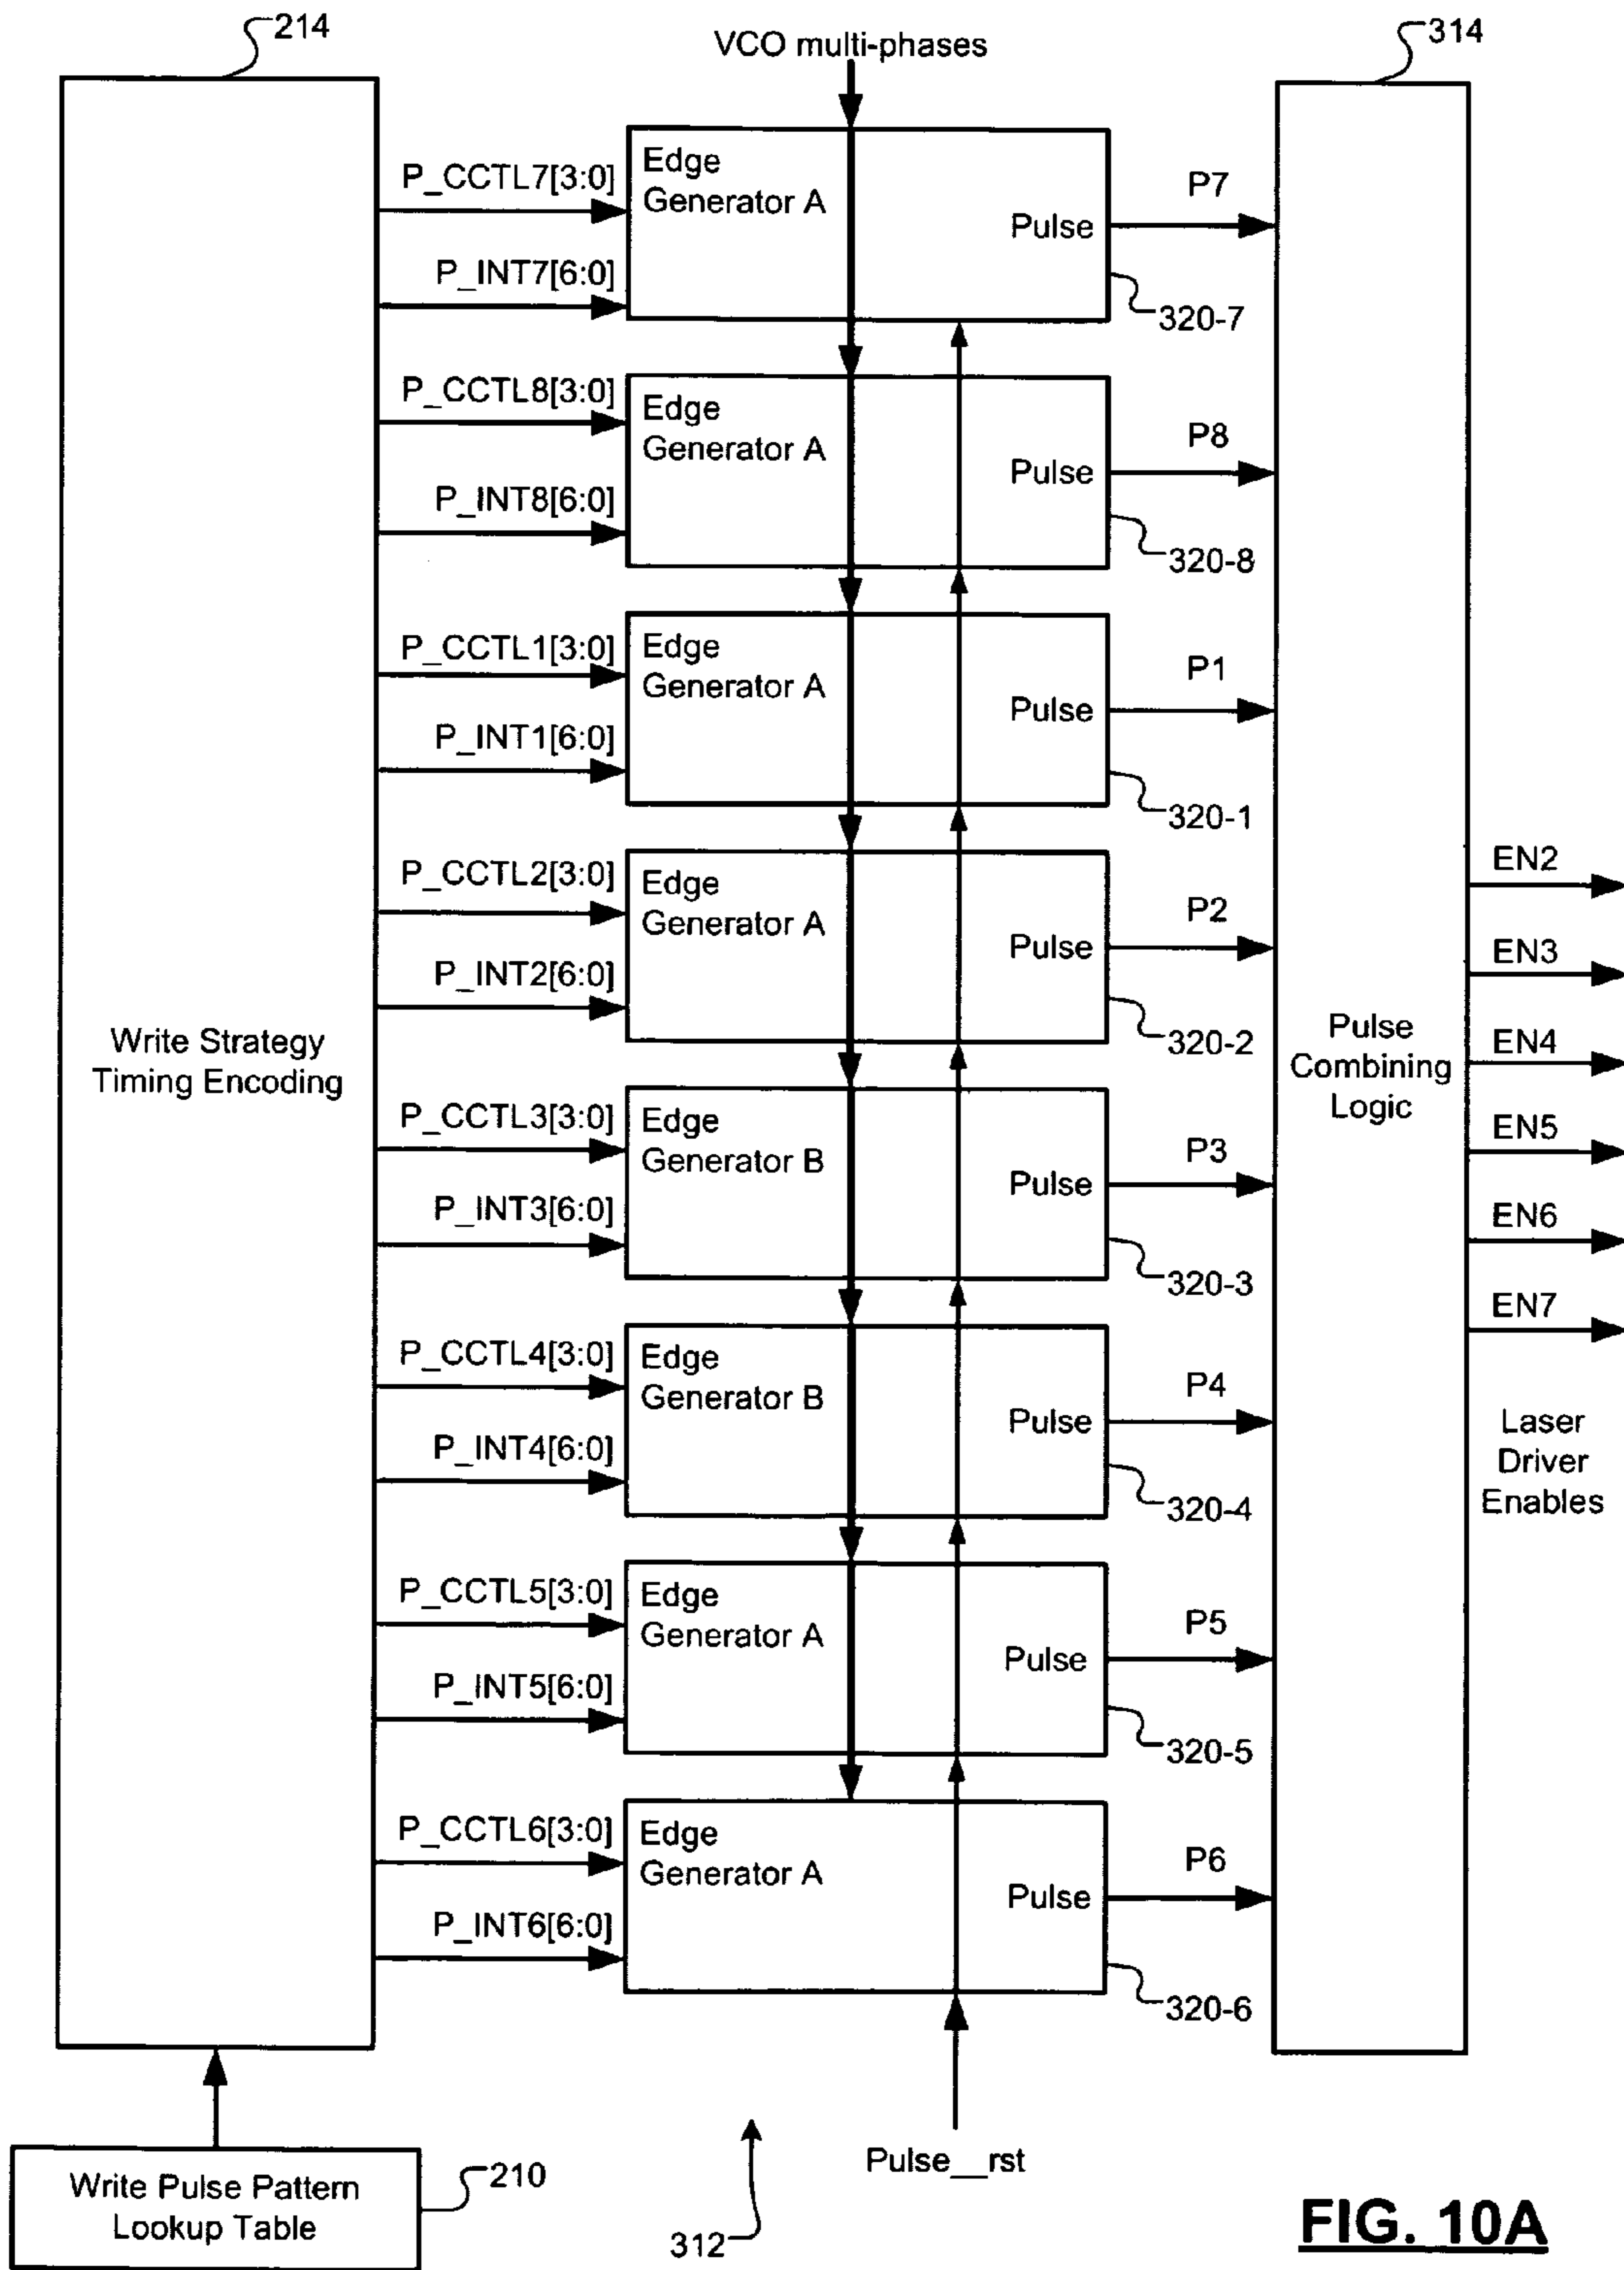 214
VCO multi-phases
314
P_CCTL7[3:0]
P_INT7[6:0]
Edge
Generator A
Pulse
P7
320-7
P_CCTL8[3:0]
P_INT8[6:0]
Edge
Generator A
Pulse
P8
320-8
P_CCTL1[3:0]
P_INT1[6:0]
Edge
Generator A
Pulse
P1
320-1
P_CCTL2[3:0]
P_INT2[6:0]
Edge
Generator A
Pulse
P2
320-2
P_CCTL3[3:0]
P_INT3[6:0]
Edge
Generator B
Pulse
P3
320-3
P_CCTL4[3:0]
P_INT4[6:0]
Edge
Generator B
Pulse
P4
320-4
P_CCTL5[3:0]
P_INT5[6:0]
Edge
Generator A
Pulse
P5
320-5
P_CCTL6[3:0]
P_INT6[6:0]
Edge
Generator A
Pulse
P6
320-6
Write Strategy
Timing Encoding
Pulse
Combining
Logic
EN2
EN3
EN4
EN5
EN6
EN7
Laser
Driver
Enables
Write Pulse Pattern
Lookup Table
210
312
Pulse__rst
FIG. 10A